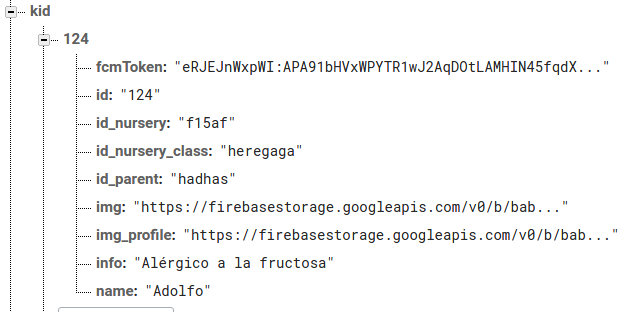 kid
124
fcmToken: "eRJEJnWxpWI:APA91bHVxWPYTR1wJ2AqDOtLAMHIN45fqdX..."
id: "124"
id_nursery: "f15af"
id_nursery_class: "heregaga"
id_parent: "hadhas"
img: "https://firebasestorage.googleapis.com/v0/b/bab..."
img_profile: "https://firebasestorage.googleapis.com/v0/b/bab..."
info: "Alérgico a la fructosa"
name: "Adolfo"